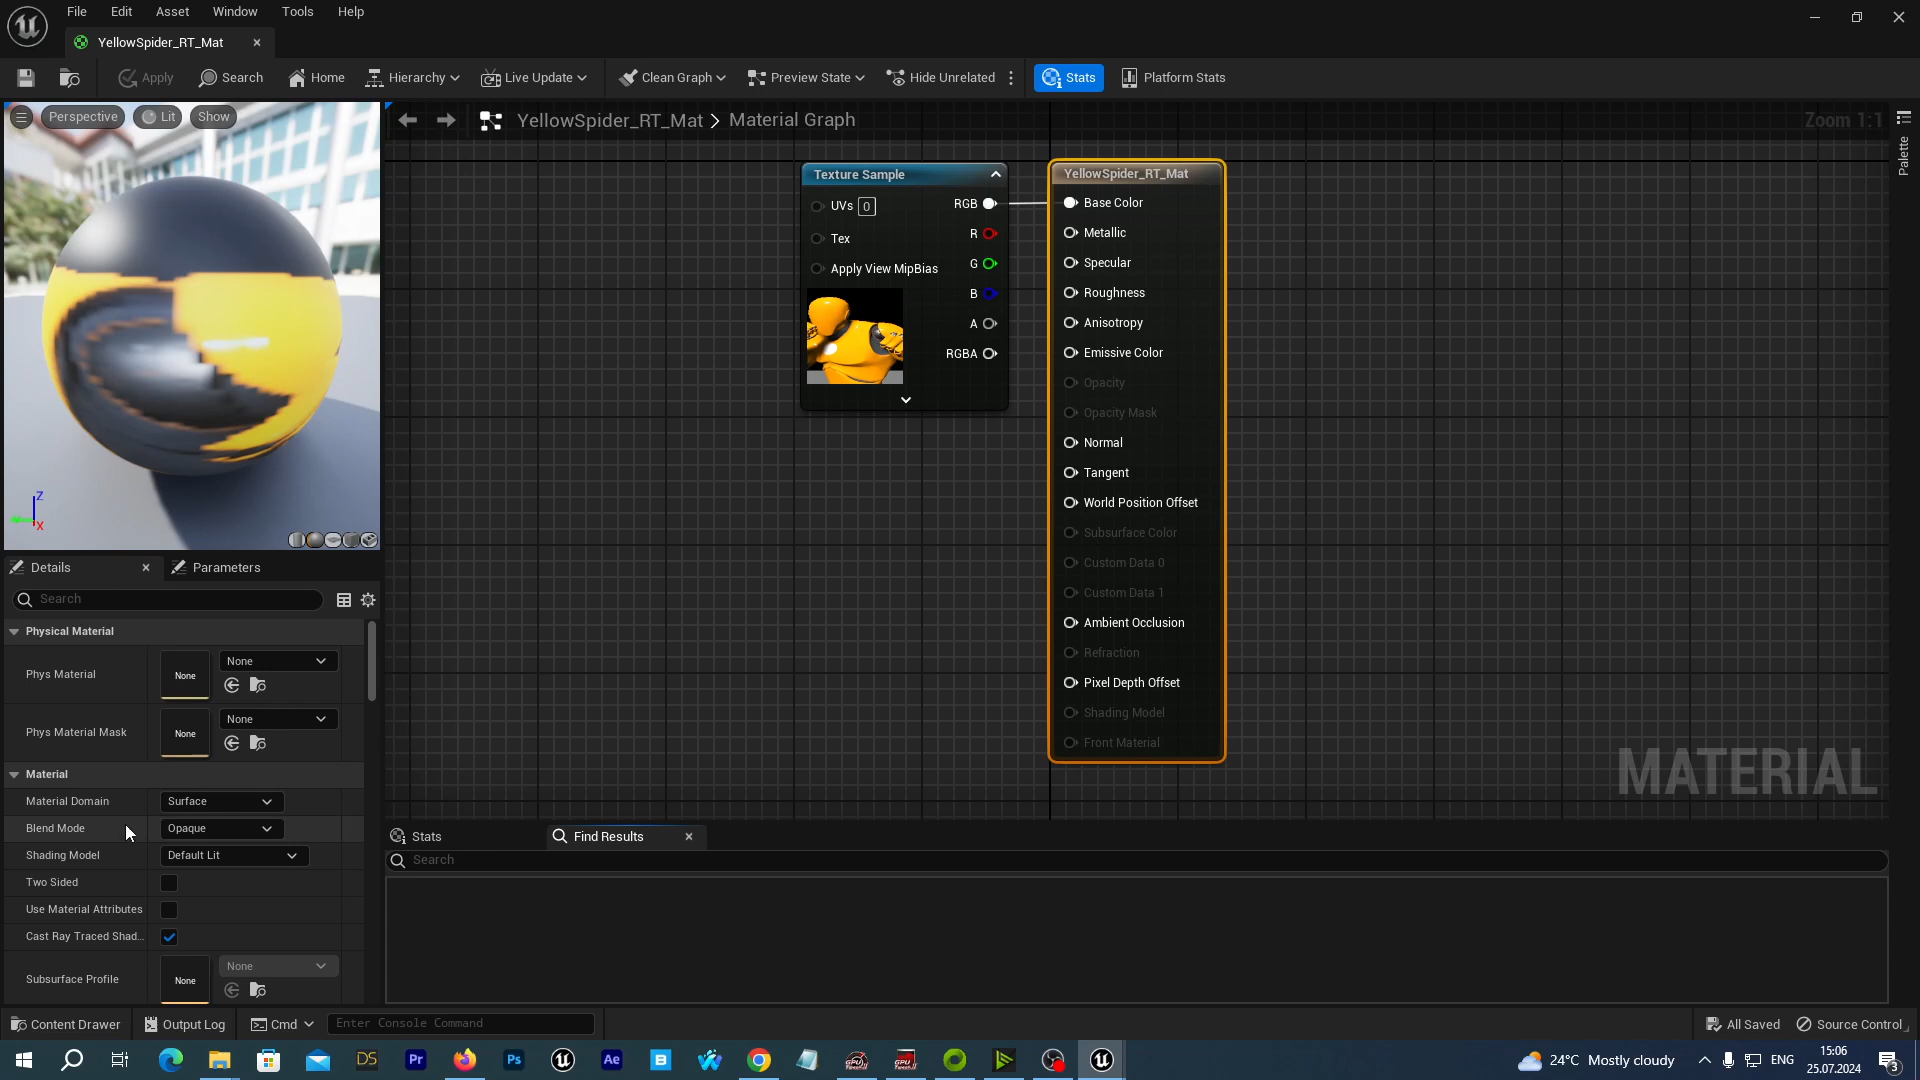 File Edit Asset Window Tools Help
YellowSpider_RT_Mat
Apply Search Home Hierarchy Live Update Clean Graph Preview State Hide Unrelated Stats Platform Stats
Perspective Lit Show
YellowSpider_RT_Mat > Material Graph
Zoom 1:1
Palette
Texture Sample
UVs 0 RGB
R
Tex
G
Apply View MipBias
B
A
RGBA
YellowSpider_RT_Mat
Base Color
Metallic
Specular
Roughness
Anisotropy
Emissive Color
Opacity
Opacity Mask
Normal
Tangent
World Position Offset
Subsurface Color
Custom Data 0
Custom Data 1
Ambient Occlusion
Refraction
Pixel Depth Offset
Shading Model
Front Material
MATERIAL
Z
X
Details Parameters
Search
Physical Material
Phys Material None None
Phys Material Mask None None
Material
Material Domain Surface
Blend Mode Opaque
Shading Model Default Lit
Two Sided
Use Material Attributes
Cast Ray Traced Shad...
Subsurface Profile None None
Stats Find Results
Search
Content Drawer Output Log Cmd Enter Console Command
All Saved Source Control
DS Pr Ps Ae
24°C Mostly cloudy ENG
15:06
25.07.2024
3